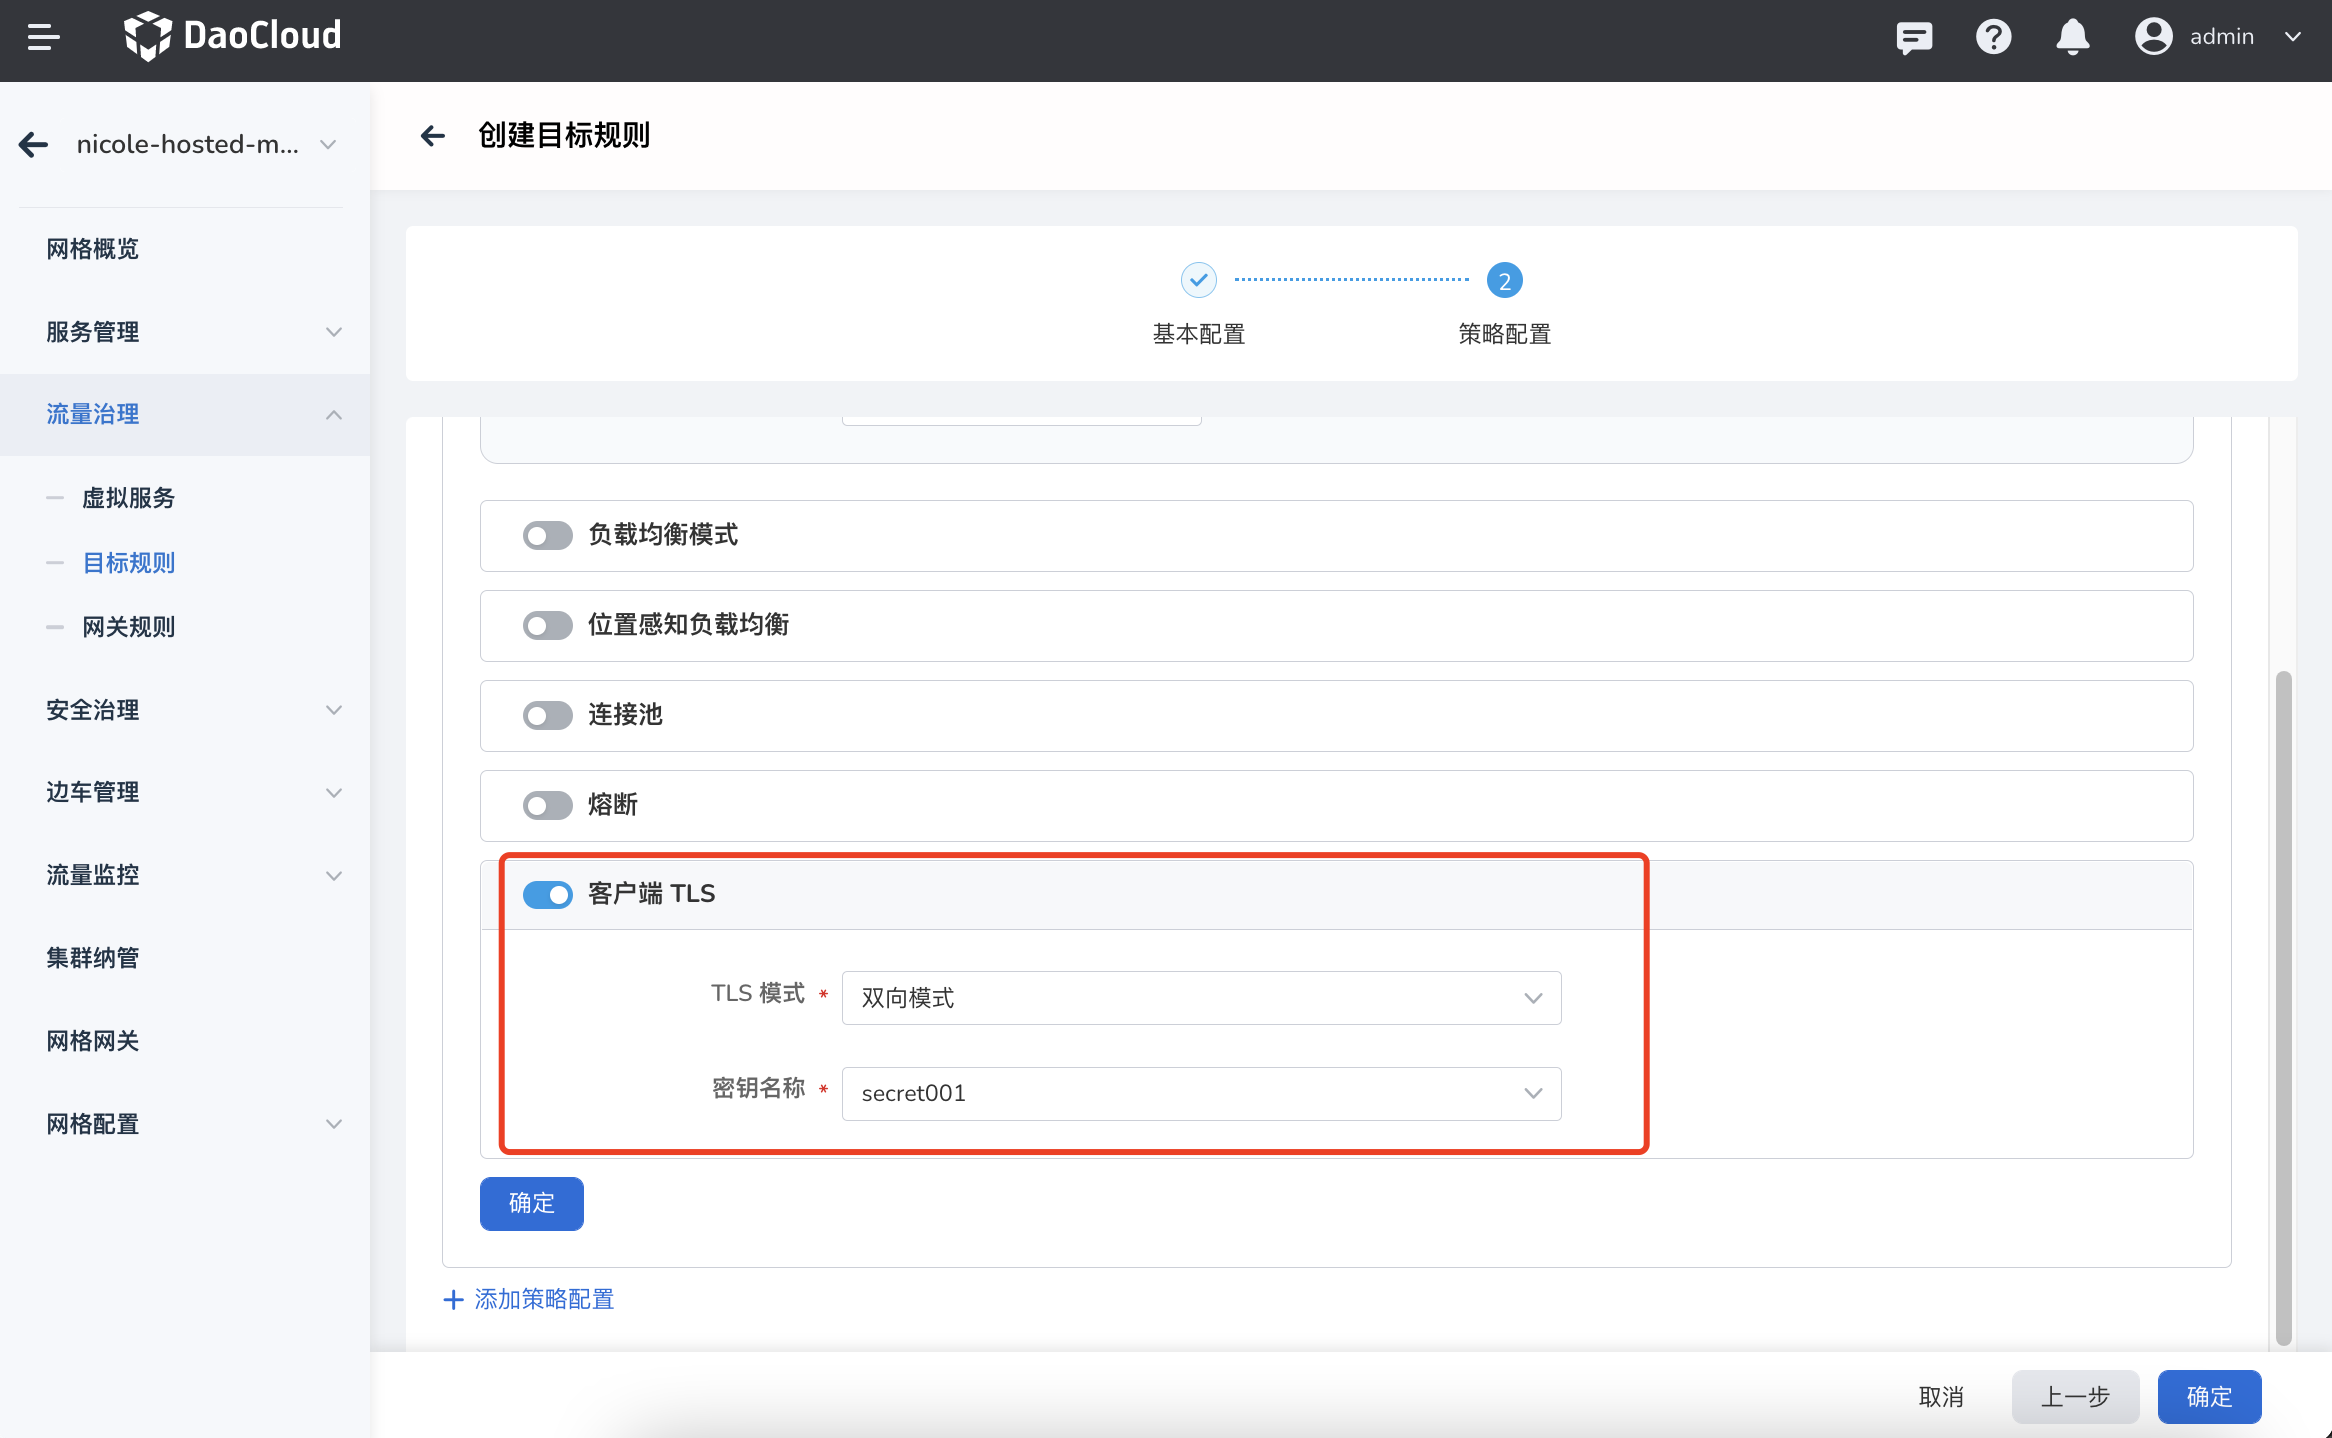 DaoCloud
admin
nicole-hosted-m...
网格概览
服务管理
流量治理
虚拟服务
目标规则
网关规则
安全治理
边车管理
流量监控
集群纳管
网格网关
网格配置
创建目标规则
2
基本配置
策略配置
负载均衡模式
位置感知负载均衡
连接池
熔断
客户端 TLS
TLS 模式 *
双向模式
密钥名称 *
secret001
确定
添加策略配置
取消
上一步
确定